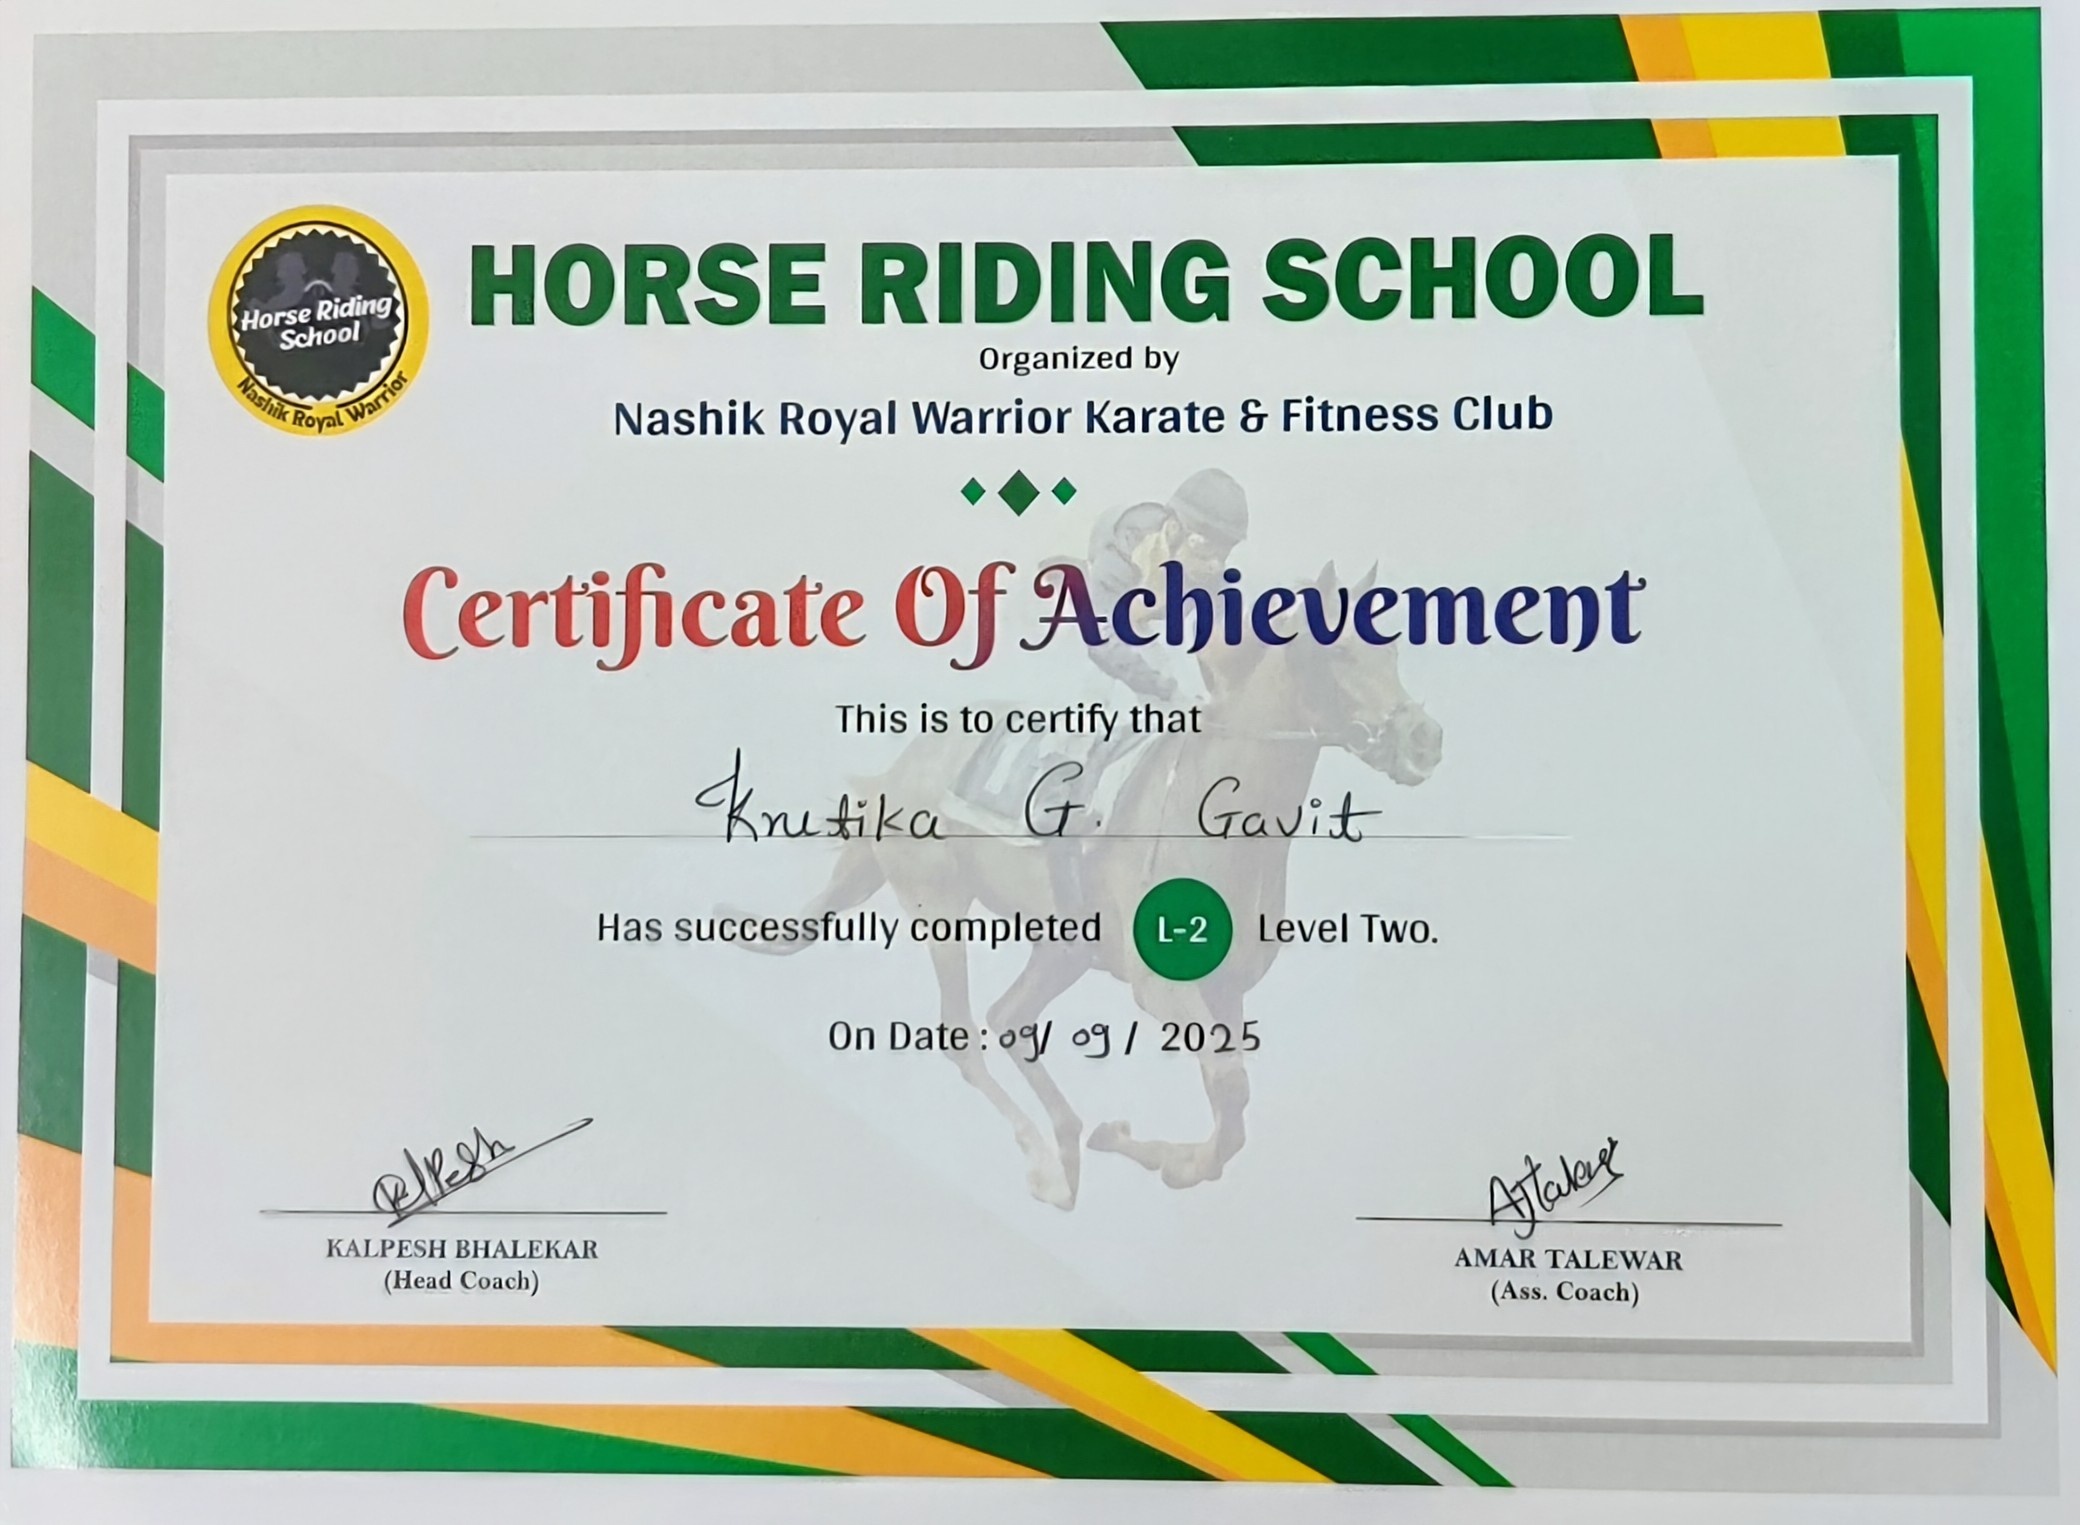 Horse Riding
School
Nashik Royal Warrior
HORSE RIDING SCHOOL
Organized by
Nashik Royal Warrior Karate & Fitness Club
Certificate Of Achievement
This is to certify that
Krutika G. Gavit
Has successfully completed L-2 Level Two.
On Date : 09/ 09 / 2025
Kalpesh
AjTalewar
KALPESH BHALEKAR
(Head Coach)
AMAR TALEWAR
(Ass. Coach)